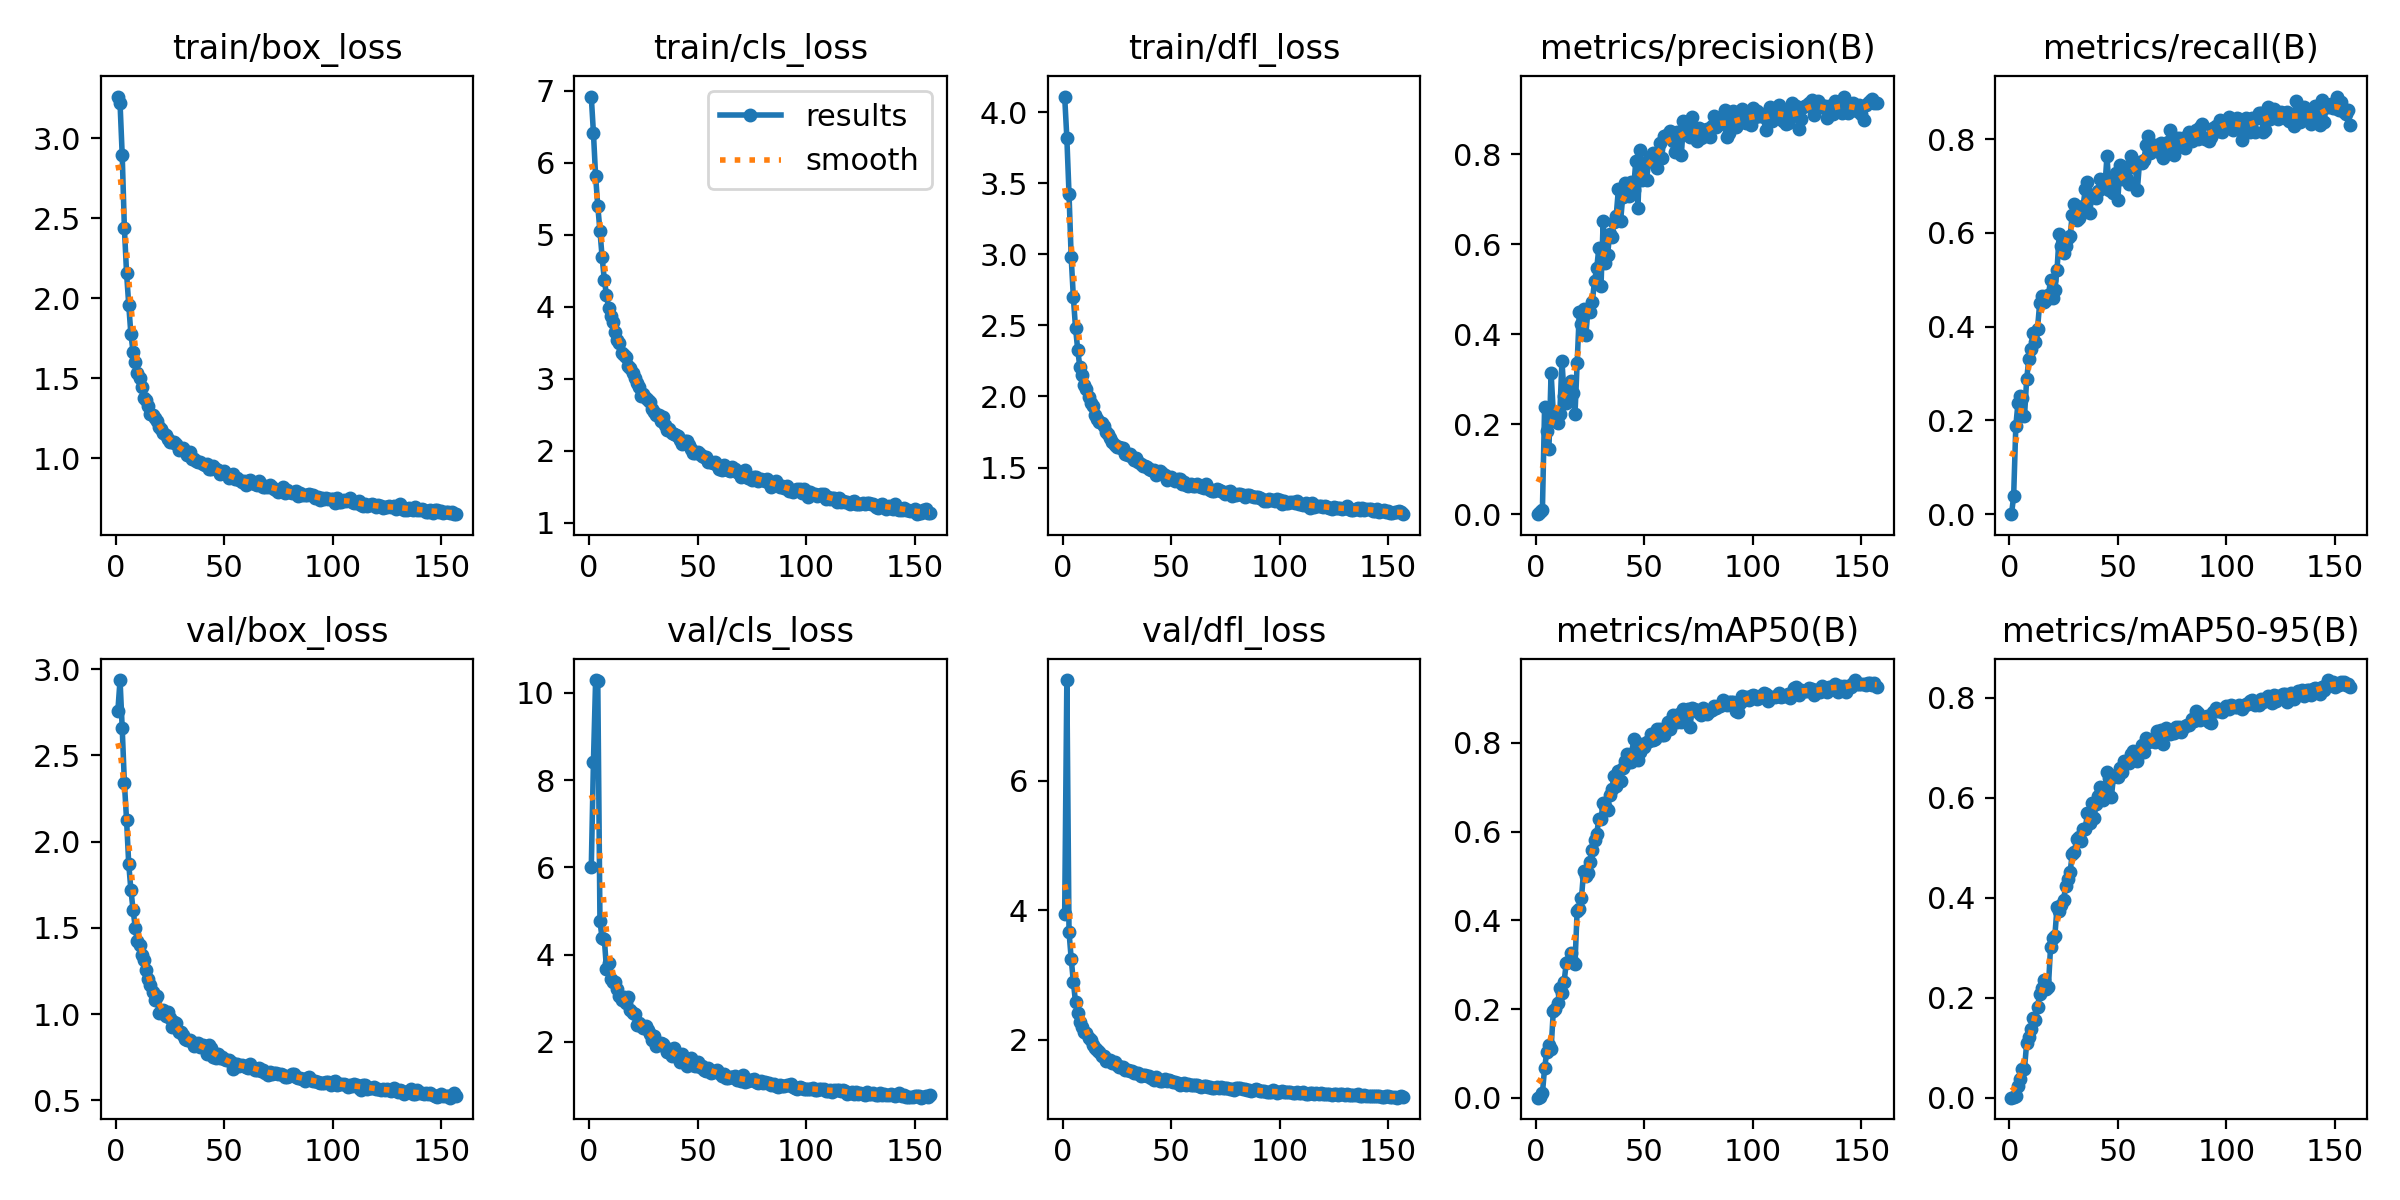 train/box_loss
3.0
2.5
2.0
1.5
1.0
0 50 100 150
train/cls_loss
7
6
5
4
3
2
1
0 50 100 150
results
smooth
train/dfl_loss
4.0
3.5
3.0
2.5
2.0
1.5
0 50 100 150
metrics/precision(B)
0.8
0.6
0.4
0.2
0.0
0 50 100 150
metrics/recall(B)
0.8
0.6
0.4
0.2
0.0
0 50 100 150
val/box_loss
3.0
2.5
2.0
1.5
1.0
0.5
0 50 100 150
val/cls_loss
10
8
6
4
2
0 50 100 150
val/dfl_loss
6
4
2
0 50 100 150
metrics/mAP50(B)
0.8
0.6
0.4
0.2
0.0
0 50 100 150
metrics/mAP50-95(B)
0.8
0.6
0.4
0.2
0.0
0 50 100 150